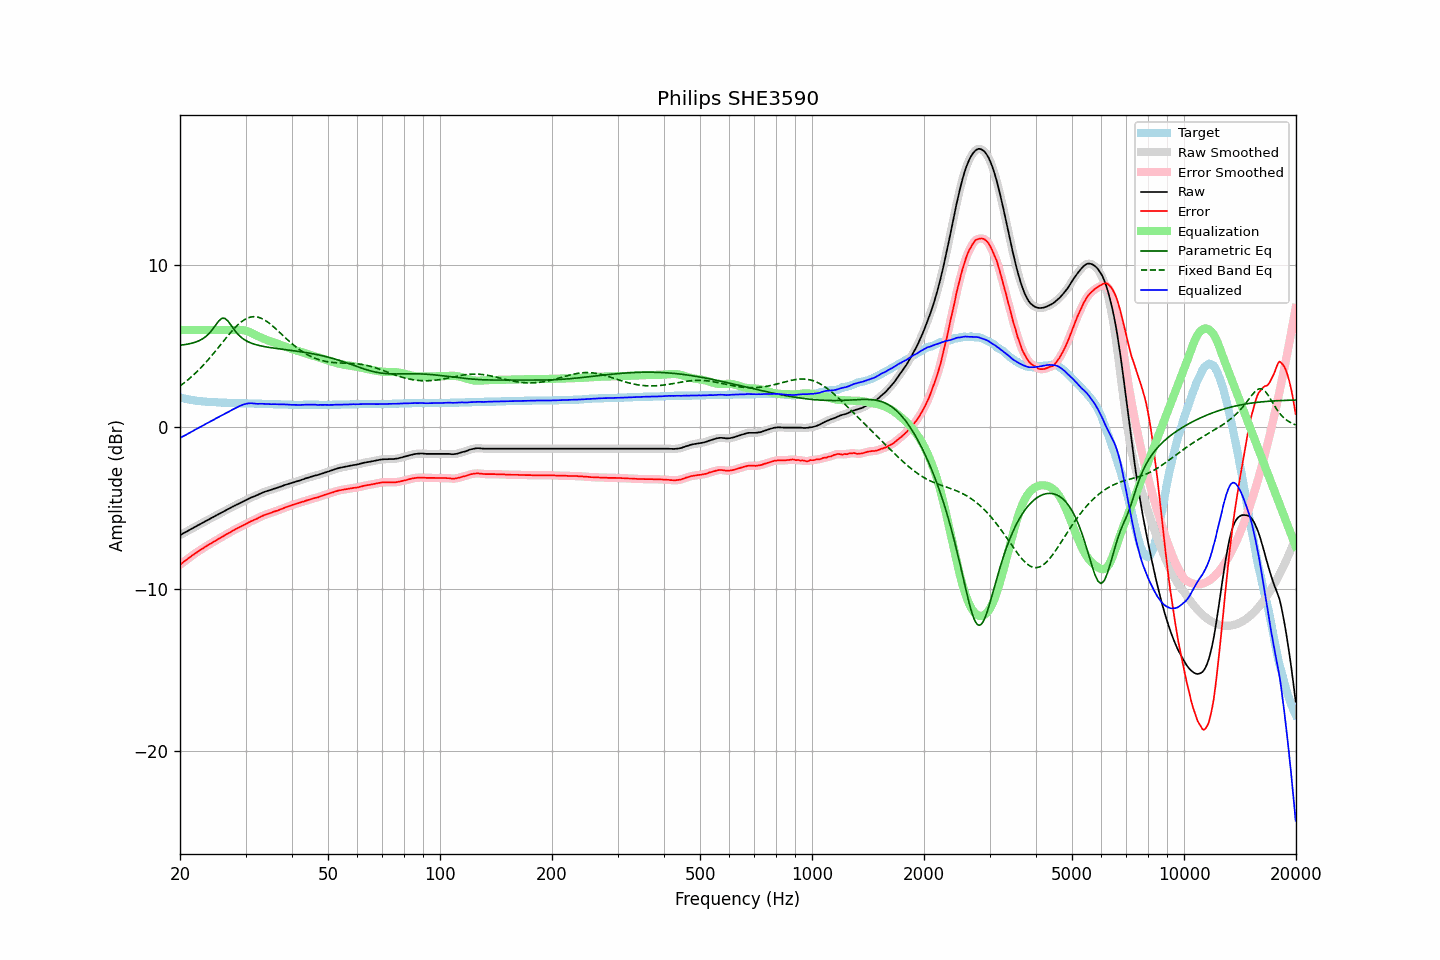 Philips SHE3590
Target
Raw Smoothed
Error Smoothed
Raw
Error
Equalization
Parametric Eq
Fixed Band Eq
Equalized
10
0
−10
−20
Amplitude (dBr)
20 50 100 200 500 1000 2000 5000 10000 20000
Frequency (Hz)